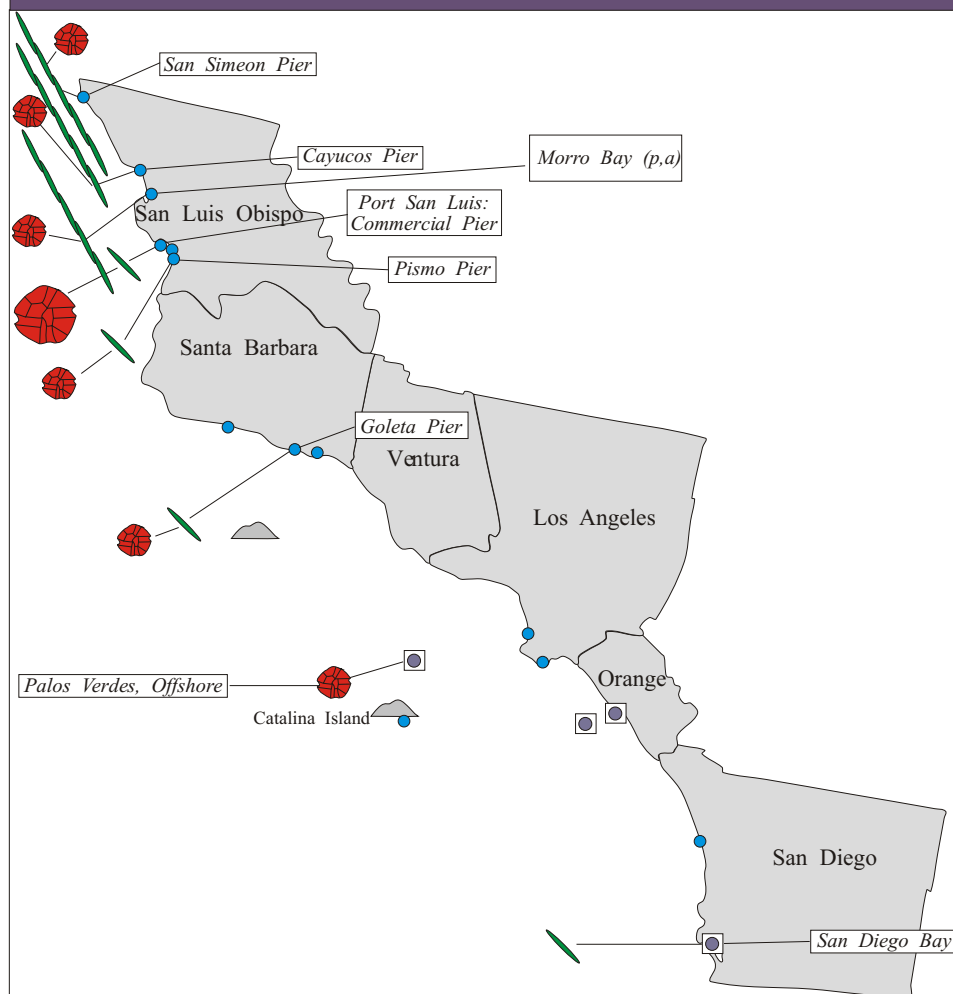 San Simeon Pier
Cayucos Pier
Morro Bay (p,a)
San Luis Obispo
Port San Luis:
Commercial Pier
Pismo Pier
Santa Barbara
Goleta Pier
Ventura
Los Angeles
Palos Verdes, Offshore
Orange
Catalina Island
San Diego
San Diego Bay